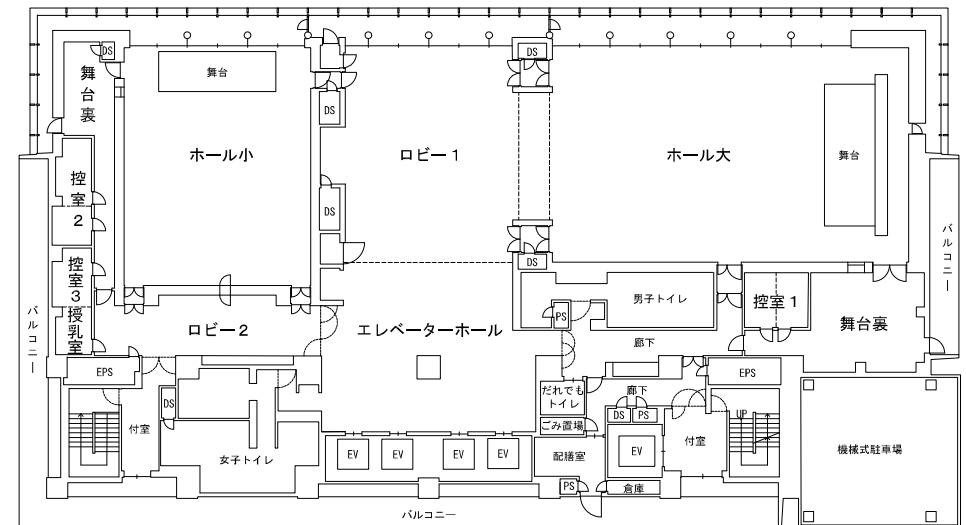 DS
舞台裏
舞台
ホール小
DS
DS
ロビー1
DS
ホール大
舞台
DS
控室2
控室3
授乳室
ロビー2
エレベーターホール
PS
男子トイレ
控室1
舞台裏
廊下
バルコニー
バルコニー
EPS
DS
付室
女子トイレ
EV
EV
EV
EV
だれでも
トイレ
ごみ置場
配膳室
PS
廊下
DS
PS
EV
倉庫
付室
EPS
UP
機械式駐車場
バルコニー